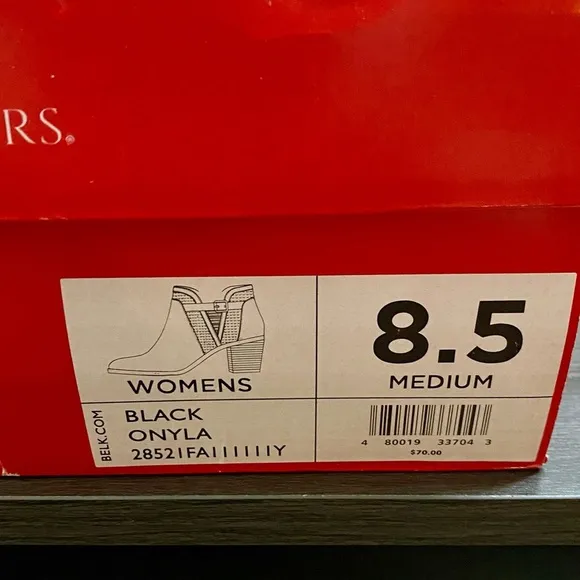 RS®
WOMENS
8.5
MEDIUM
BELK.COM
BLACK
ONYLA
28521FA111111Y
4 80019 33704 3
$70.00